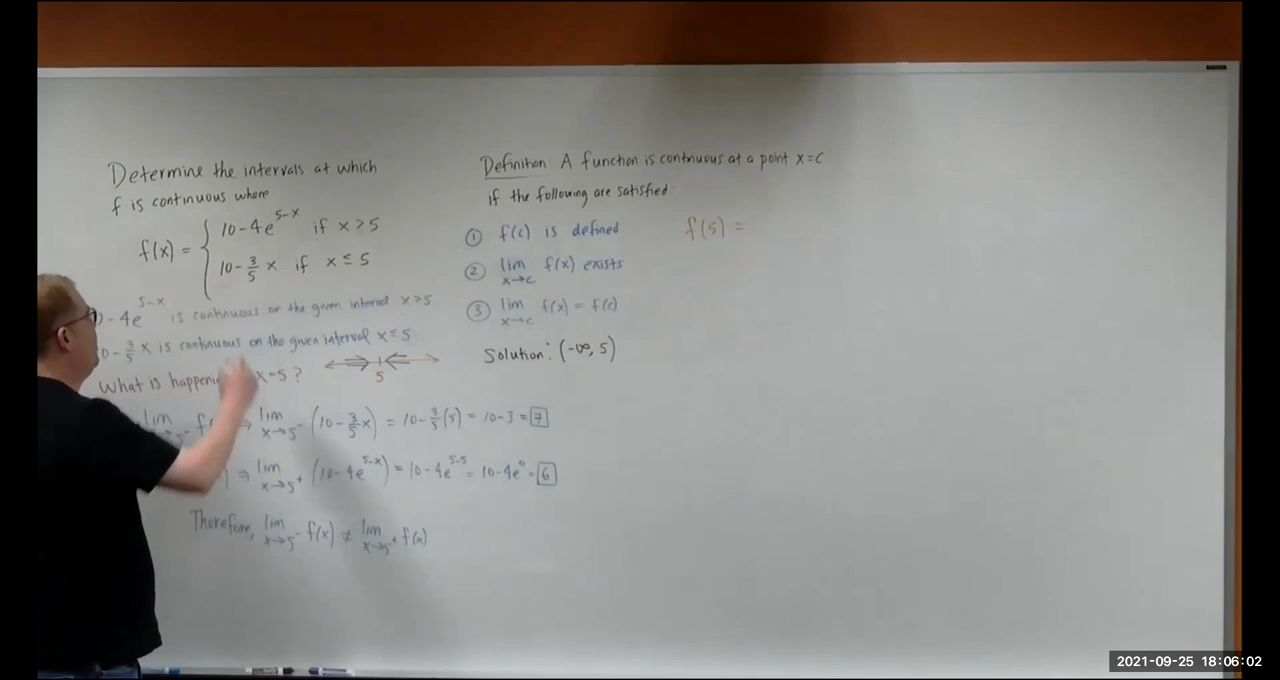 Determine the intervals at which
f is continuous where
f(x) = { 10-4e^{5-x} if x > 5
10-3/5 x if x ≤ 5
-4e^{5-x} is continuous on the given interval x > 5
0-3/5 x is continuous on the given interval x ≤ 5
What is happening x=5?
5
lim x→5^- f lim x→5^- (10-3/5 x) = 10-3/5(5) = 10-3 = 7
) ⇒ lim x→5^+ (10-4e^{5-x}) = 10-4e^{5-5} = 10-4e^0 = 6
Therefore, lim x→5^- f(x) ≠ lim x→5^+ f(x)
Definition: A function is continuous at a point x=c
if the following are satisfied
① f(c) is defined
② lim x→c f(x) exists
③ lim x→c f(x) = f(c)
Solution: (-∞, 5)
f(5) =
2021-09-25 18:06:02